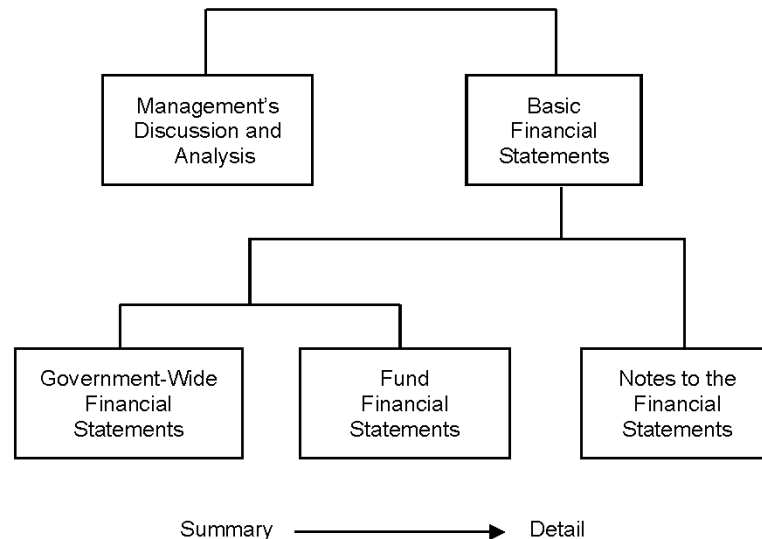 Management's
Discussion and
Analysis
Basic
Financial
Statements
Government-Wide
Financial
Statements
Fund
Financial
Statements
Notes to the
Financial
Statements
Summary
Detail